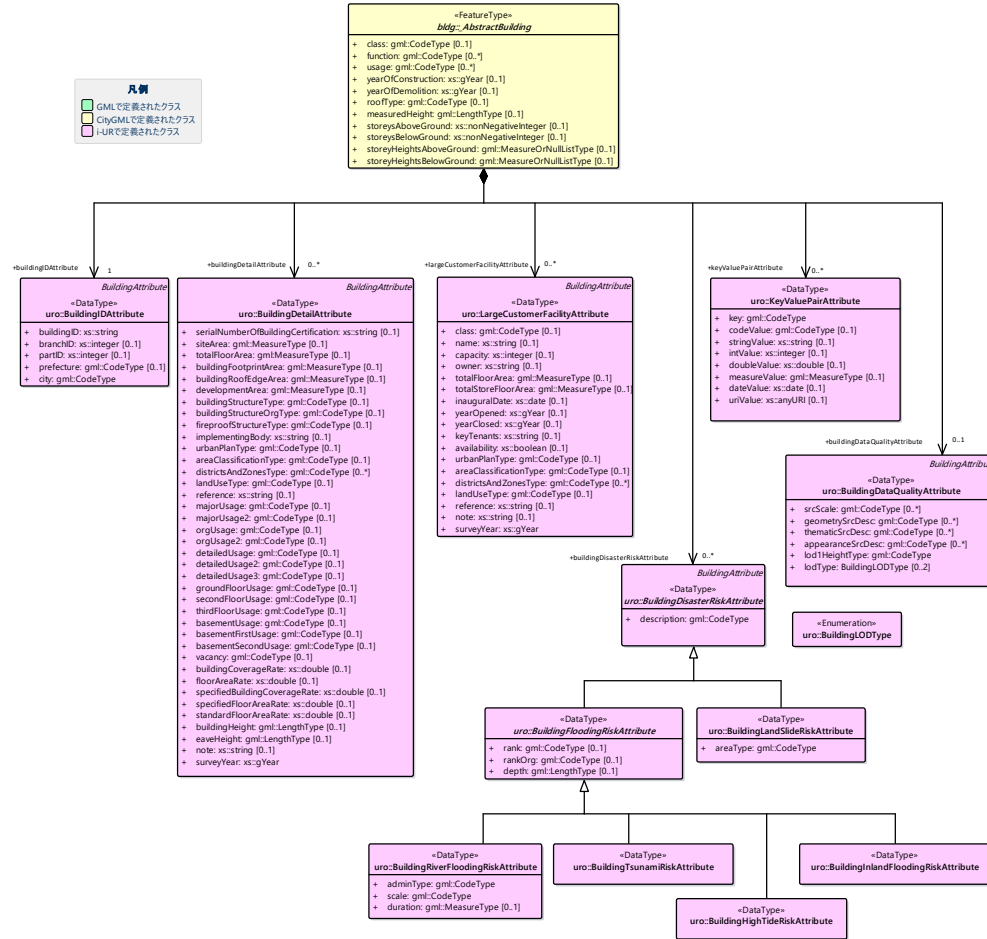 «FeatureType»
bldg::_AbstractBuilding
+ class: gml::CodeType [0..1]
+ function: gml::CodeType [0..*]
+ usage: gml::CodeType [0..*]
+ yearOfConstruction: xs::gYear [0..1]
+ yearOfDemolition: xs::gYear [0..1]
+ roofType: gml::CodeType [0..1]
+ measuredHeight: gml::LengthType [0..1]
+ storeysAboveGround: xs::nonNegativeInteger [0..1]
+ storeysBelowGround: xs::nonNegativeInteger [0..1]
+ storeyHeightsAboveGround: gml::MeasureOrNullListType [0..1]
+ storeyHeightsBelowGround: gml::MeasureOrNullListType [0..1]
凡例
GMLで定義されたクラス
CityGMLで定義されたクラス
i-URで定義されたクラス
+buildingIDAttribute 1
BuildingAttribute
«DataType»
uro::BuildingIDAttribute
+ buildingID: xs::string
+ branchID: xs::integer [0..1]
+ partID: xs::integer [0..1]
+ prefecture: gml::CodeType [0..1]
+ city: gml::CodeType
+buildingDetailAttribute 0..*
BuildingAttribute
«DataType»
uro::BuildingDetailAttribute
+ serialNumberOfBuildingCertification: xs::string [0..1]
+ siteArea: gml::MeasureType [0..1]
+ totalFloorArea: gml:MeasureType [0..1]
+ buildingFootprintArea: gml::MeasureType [0..1]
+ buildingRoofEdgeArea: gml::MeasureType [0..1]
+ developmentArea: gml::MeasureType [0..1]
+ buildingStructureType: gml::CodeType [0..1]
+ buildingStructureOrgType: gml::CodeType [0..1]
+ fireproofStructureType: gml::CodeType [0..1]
+ implementingBody: xs::string [0..1]
+ urbanPlanType: gml::CodeType [0..1]
+ areaClassificationType: gml::CodeType [0..1]
+ districtsAndZonesType: gml::CodeType [0..*]
+ landUseType: gml::CodeType [0..1]
+ reference: xs::string [0..1]
+ majorUsage: gml::CodeType [0..1]
+ majorUsage2: gml::CodeType [0..1]
+ orgUsage: gml::CodeType [0..1]
+ orgUsage2: gml::CodeType [0..1]
+ detailedUsage: gml::CodeType [0..1]
+ detailedUsage2: gml::CodeType [0..1]
+ detailedUsage3: gml::CodeType [0..1]
+ groundFloorUsage: gml::CodeType [0..1]
+ secondFloorUsage: gml::CodeType [0..1]
+ thirdFloorUsage: gml::CodeType [0..1]
+ basementUsage: gml::CodeType [0..1]
+ basementFirstUsage: gml::CodeType [0..1]
+ basementSecondUsage: gml::CodeType [0..1]
+ vacancy: gml::CodeType [0..1]
+ buildingCoverageRate: xs::double [0..1]
+ floorAreaRate: xs::double [0..1]
+ specifiedBuildingCoverageRate: xs::double [0..1]
+ specifiedFloorAreaRate: xs::double [0..1]
+ standardFloorAreaRate: xs::double [0..1]
+ buildingHeight: gml::LengthType [0..1]
+ eaveHeight: gml::LengthType [0..1]
+ note: xs::string [0..1]
+ surveyYear: xs::gYear
+largeCustomerFacilityAttribute 0..*
BuildingAttribute
«DataType»
uro::LargeCustomerFacilityAttribute
+ class: gml::CodeType [0..1]
+ name: xs::string [0..1]
+ capacity: xs::integer [0..1]
+ owner: xs::string [0..1]
+ totalFloorArea: gml::MeasureType [0..1]
+ totalStoreFloorArea: gml::MeasureType [0..1]
+ inauguralDate: xs::date [0..1]
+ yearOpened: xs::gYear [0..1]
+ yearClosed: xs::gYear [0..1]
+ keyTenants: xs::string [0..1]
+ availability: xs::boolean [0..1]
+ urbanPlanType: gml::CodeType [0..1]
+ areaClassificationType: gml::CodeType [0..1]
+ districtsAndZonesType: gml::CodeType [0..*]
+ landUseType: gml::CodeType [0..1]
+ reference: xs::string [0..1]
+ note: xs::string [0..1]
+ surveyYear: xs::gYear
+keyValuePairAttribute 0..*
«DataType»
uro::KeyValuePairAttribute
+ key: gml::CodeType
+ codeValue: gml::CodeType [0..1]
+ stringValue: xs::string [0..1]
+ intValue: xs::integer [0..1]
+ doubleValue: xs::double [0..1]
+ measureValue: gml::MeasureType [0..1]
+ dateValue: xs::date [0..1]
+ uriValue: xs::anyURI [0..1]
+buildingDataQualityAttribute 0..1
BuildingAttribu
«DataType»
uro::BuildingDataQualityAttribute
+ srcScale: gml::CodeType [0..*]
+ geometrySrcDesc: gml::CodeType [0..*]
+ thematicSrcDesc: gml::CodeType [0..*]
+ appearanceSrcDesc: gml::CodeType [0..*]
+ lod1HeightType: gml::CodeType
+ lodType: BuildingLODType [0..2]
+buildingDisasterRiskAttribute 0..*
BuildingAttribute
«DataType»
uro::BuildingDisasterRiskAttribute
+ description: gml::CodeType
«Enumeration»
uro::BuildingLODType
«DataType»
uro::BuildingFloodingRiskAttribute
+ rank: gml::CodeType [0..1]
+ rankOrg: gml::CodeType [0..1]
+ depth: gml::LengthType [0..1]
«DataType»
uro::BuildingLandSlideRiskAttribute
+ areaType: gml::CodeType
«DataType»
uro::BuildingRiverFloodingRiskAttribute
+ adminType: gml::CodeType
+ scale: gml::CodeType
+ duration: gml::MeasureType [0..1]
«DataType»
uro::BuildingTsunamiRiskAttribute
«DataType»
uro::BuildingInlandFloodingRiskAttribute
«DataType»
uro::BuildingHighTideRiskAttribute